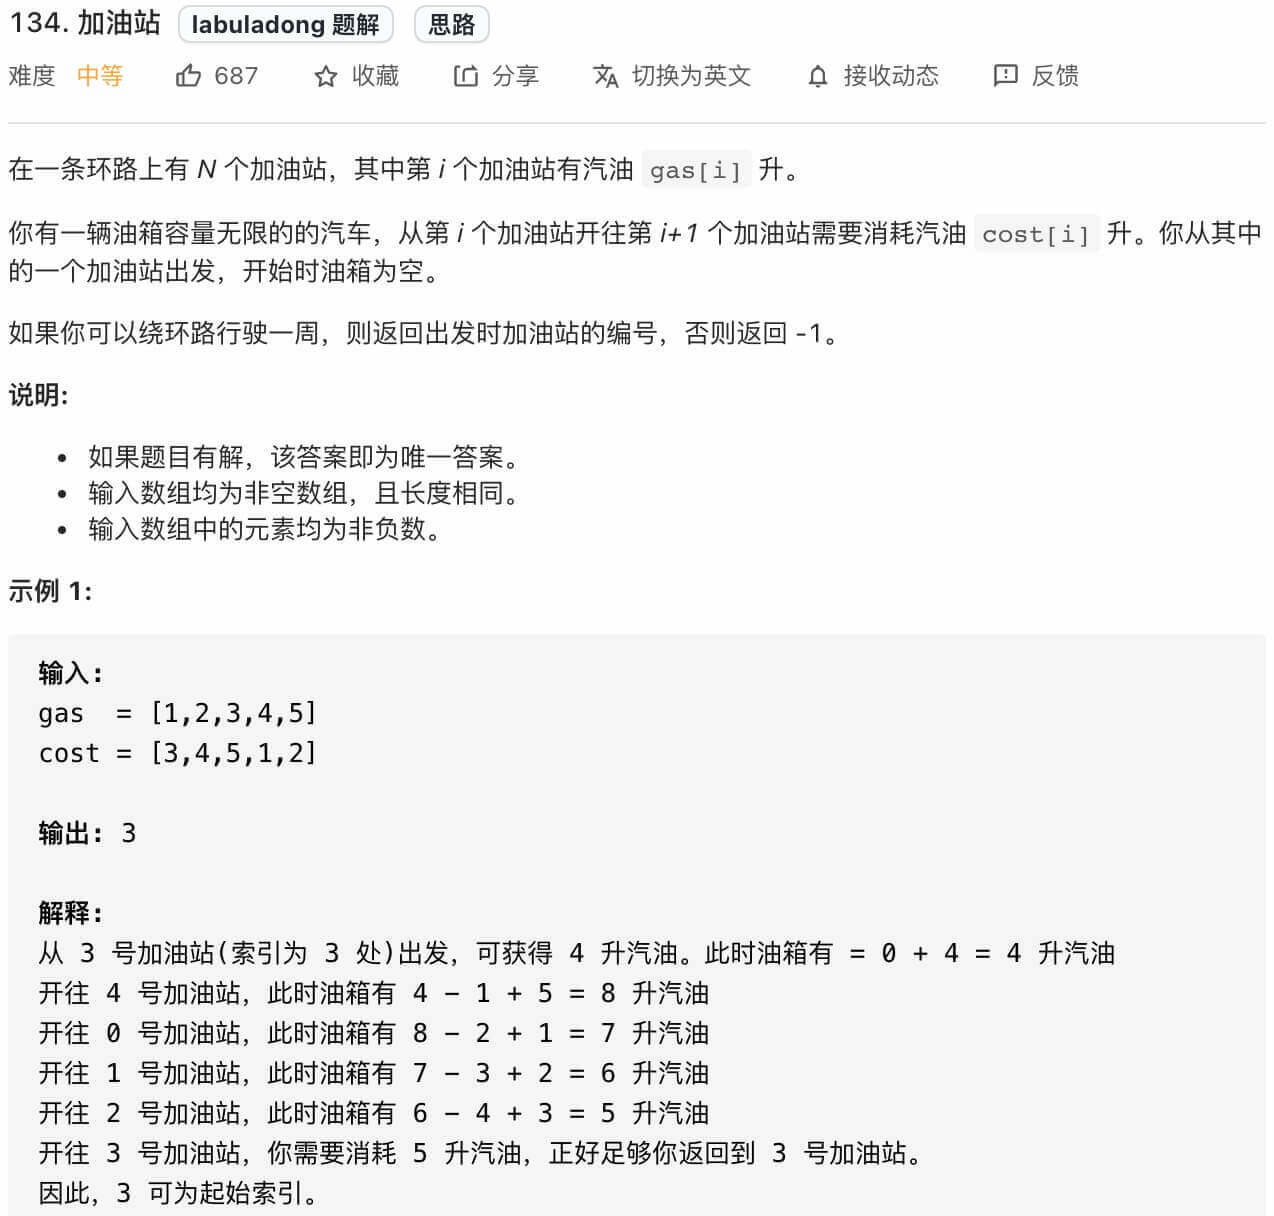 134. 加油站 labuladong 题解 思路
难度 中等 687 收藏 分享 切换为英文 接收动态 反馈
在一条环路上有 N 个加油站，其中第 i 个加油站有汽油 gas[i] 升。
你有一辆油箱容量无限的的汽车，从第 i 个加油站开往第 i+1 个加油站需要消耗汽油 cost[i] 升。你从其中
的一个加油站出发，开始时油箱为空。
如果你可以绕环路行驶一周，则返回出发时加油站的编号，否则返回 -1。
说明:
• 如果题目有解，该答案即为唯一答案。
• 输入数组均为非空数组，且长度相同。
• 输入数组中的元素均为非负数。
示例 1:
输入:
gas  = [1,2,3,4,5]
cost = [3,4,5,1,2]
输出: 3
解释:
从 3 号加油站(索引为 3 处)出发，可获得 4 升汽油。此时油箱有 = 0 + 4 = 4 升汽油
开往 4 号加油站，此时油箱有 4 - 1 + 5 = 8 升汽油
开往 0 号加油站，此时油箱有 8 - 2 + 1 = 7 升汽油
开往 1 号加油站，此时油箱有 7 - 3 + 2 = 6 升汽油
开往 2 号加油站，此时油箱有 6 - 4 + 3 = 5 升汽油
开往 3 号加油站，你需要消耗 5 升汽油，正好足够你返回到 3 号加油站。
因此，3 可为起始索引。